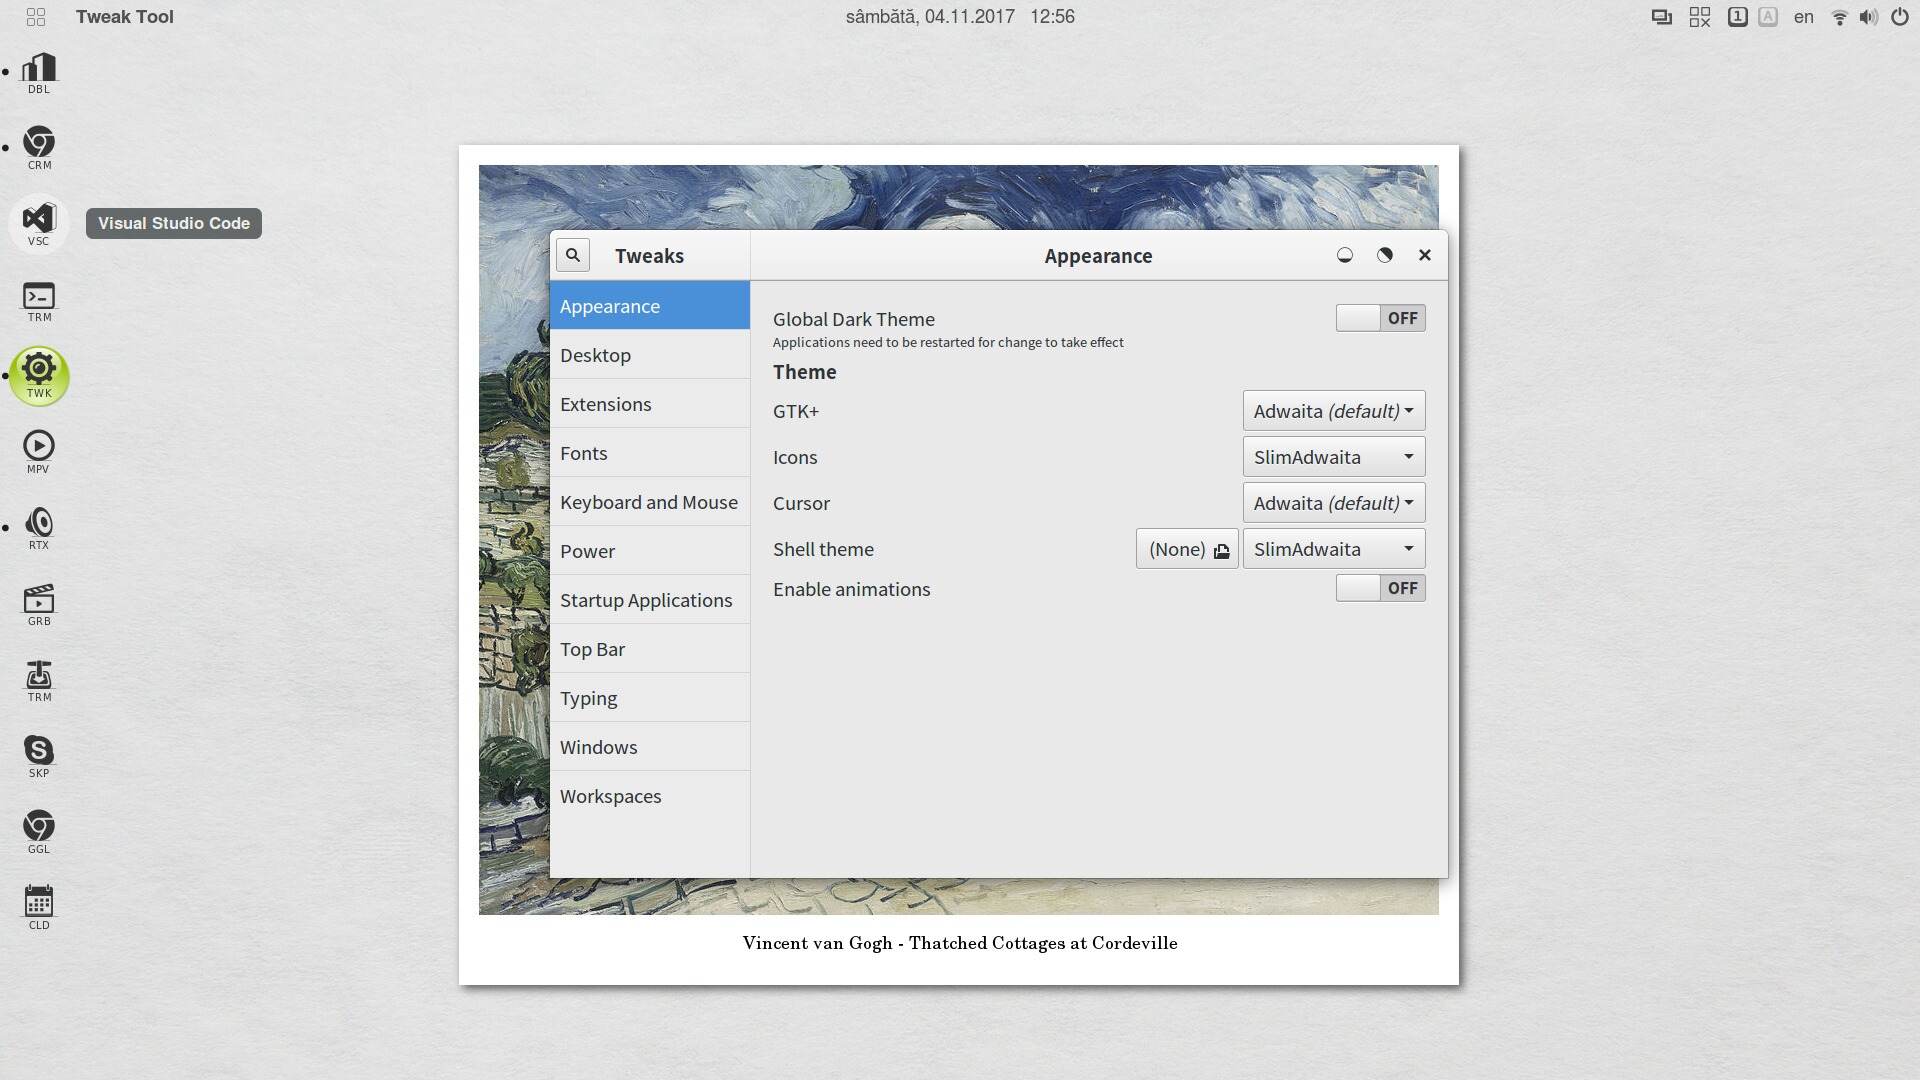 Tweak Tool
sâmbătă, 04.11.2017 12:56
1 A en
DBL
CRM
VSC
Visual Studio Code
TRM
TWK
MPV
RTX
GRB
TRM
SKP
GGL
CLD
Tweaks
Appearance
Appearance
Desktop
Extensions
Fonts
Keyboard and Mouse
Power
Startup Applications
Top Bar
Typing
Windows
Workspaces
Global Dark Theme OFF
Applications need to be restarted for change to take effect
Theme
GTK+ Adwaita (default)
Icons SlimAdwaita
Cursor Adwaita (default)
Shell theme (None) SlimAdwaita
Enable animations OFF
Vincent van Gogh - Thatched Cottages at Cordeville